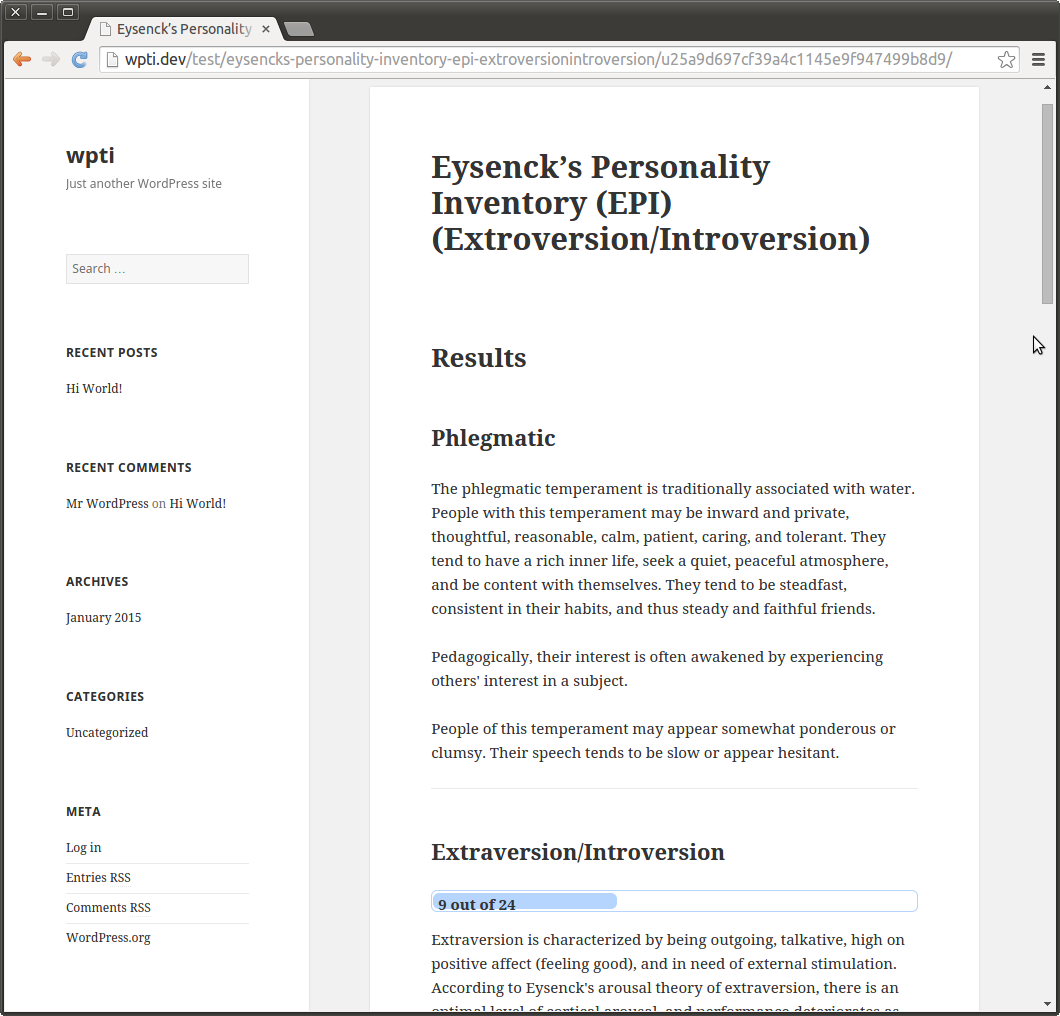 Eysenck’s Personality
wpti.dev/test/eysencks-personality-inventory-epi-extroversionintroversion/u25a9d697cf39a4c1145e9f947499b8d9/
wpti
Just another WordPress site
Search …
RECENT POSTS
Hi World!
RECENT COMMENTS
Mr WordPress on Hi World!
ARCHIVES
January 2015
CATEGORIES
Uncategorized
META
Log in
Entries RSS
Comments RSS
WordPress.org
Eysenck’s Personality
Inventory (EPI)
(Extroversion/Introversion)
Results
Phlegmatic
The phlegmatic temperament is traditionally associated with water.
People with this temperament may be inward and private,
thoughtful, reasonable, calm, patient, caring, and tolerant. They
tend to have a rich inner life, seek a quiet, peaceful atmosphere,
and be content with themselves. They tend to be steadfast,
consistent in their habits, and thus steady and faithful friends.
Pedagogically, their interest is often awakened by experiencing
others' interest in a subject.
People of this temperament may appear somewhat ponderous or
clumsy. Their speech tends to be slow or appear hesitant.
Extraversion/Introversion
9 out of 24
Extraversion is characterized by being outgoing, talkative, high on
positive affect (feeling good), and in need of external stimulation.
According to Eysenck's arousal theory of extraversion, there is an
optimal level of cortical arousal, and performance deteriorates as